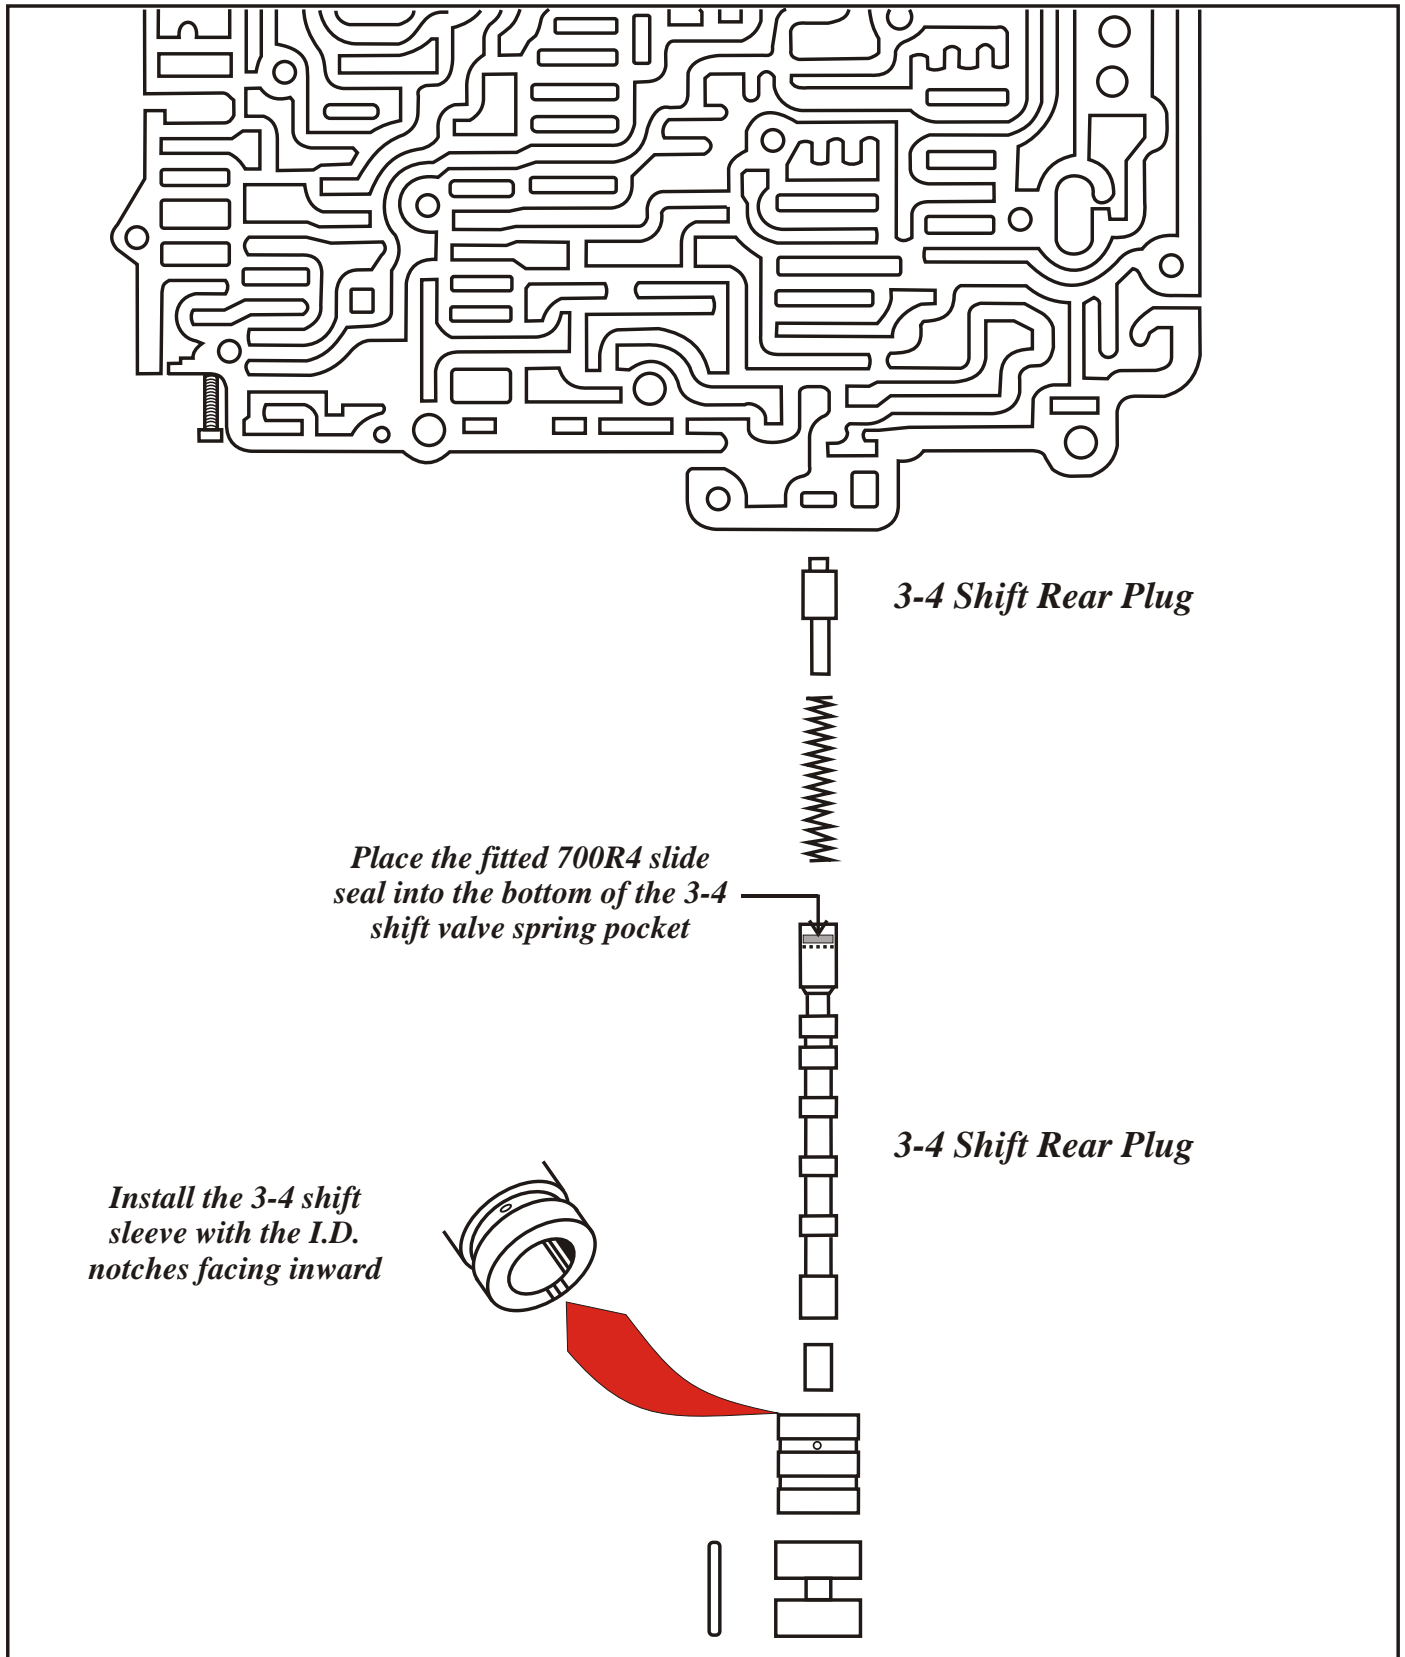 3-4 Shift Rear Plug
Place the fitted 700R4 slide
seal into the bottom of the 3-4
shift valve spring pocket
3-4 Shift Rear Plug
Install the 3-4 shift
sleeve with the I.D.
notches facing inward